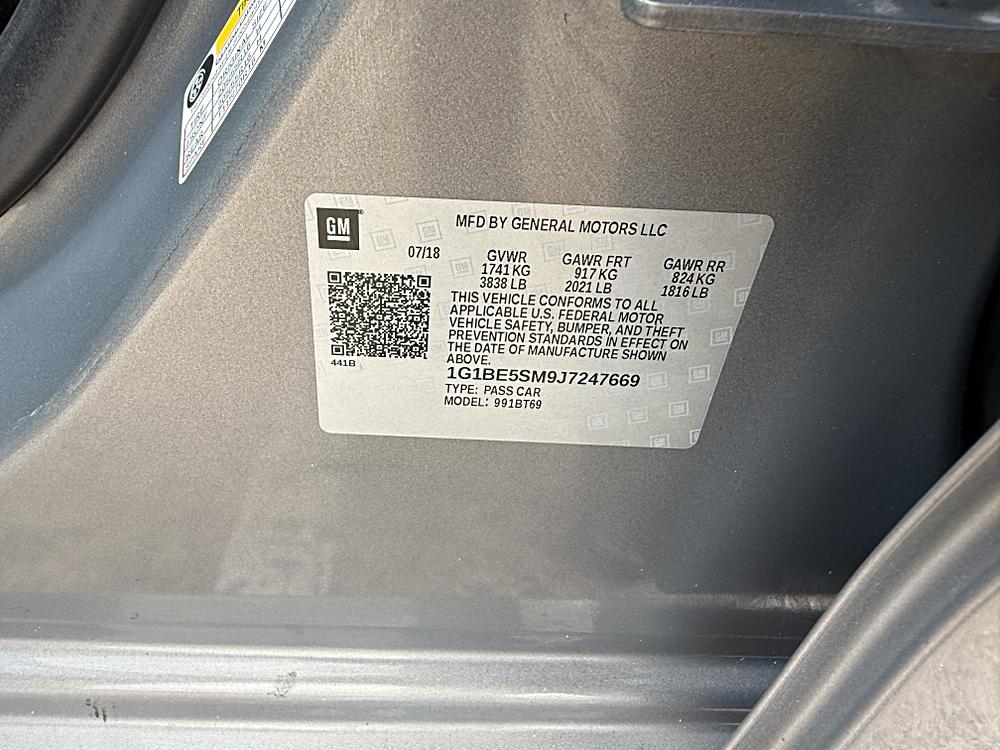 GM
MFD BY GENERAL MOTORS LLC
07/18
GVWR
1741 KG
3838 LB
GAWR FRT
917 KG
2021 LB
GAWR RR
824 KG
1816 LB
THIS VEHICLE CONFORMS TO ALL
APPLICABLE U.S. FEDERAL MOTOR
VEHICLE SAFETY, BUMPER, AND THEFT
PREVENTION STANDARDS IN EFFECT ON
THE DATE OF MANUFACTURE SHOWN
ABOVE.
441B
1G1BE5SM9J7247669
TYPE: PASS CAR
MODEL: 991BT69